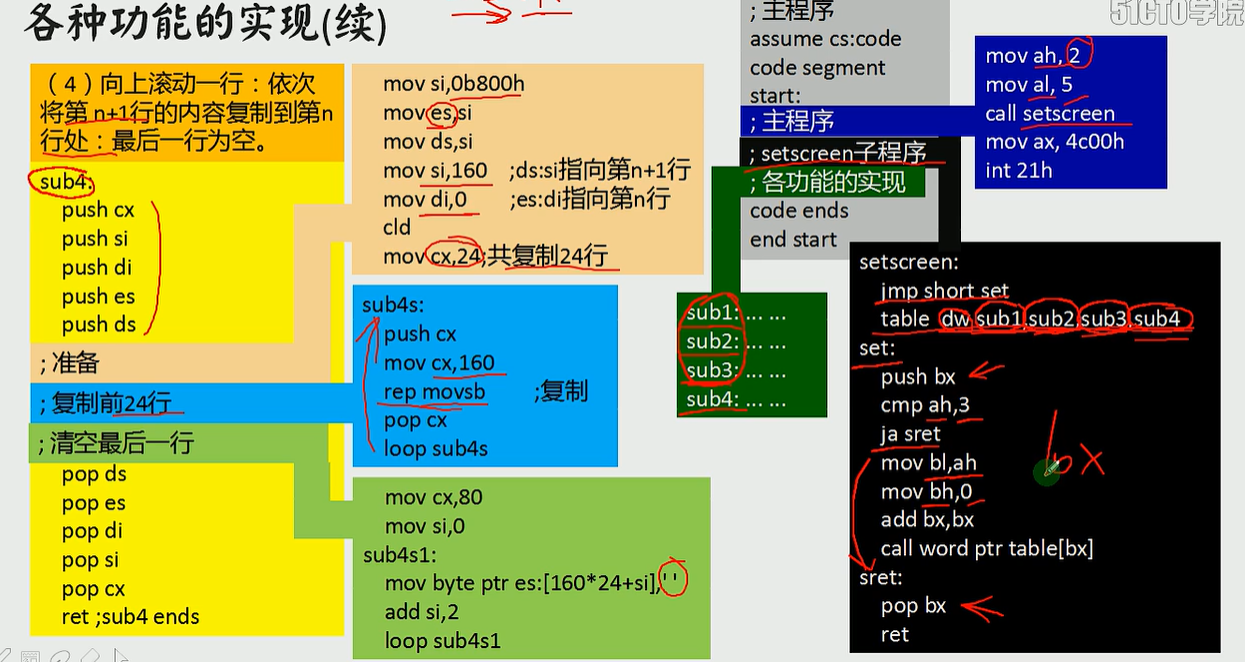 各种功能的实现(续)
51CTO学院
（4）向上滚动一行：依次
将第 n+1行的内容复制到第n
行处：最后一行为空。
sub4:
push cx
push si
push di
push es
push ds
; 准备
; 复制前24行
; 清空最后一行
pop ds
pop es
pop di
pop si
pop cx
ret ;sub4 ends
mov si,0b800h
mov es,si
mov ds,si
mov si,160 ;ds:si指向第n+1行
mov di,0 ;es:di指向第n行
cld
mov cx,24;共复制24行
sub4s:
push cx
mov cx,160
rep movsb ;复制
pop cx
loop sub4s
mov cx,80
mov si,0
sub4s1:
mov byte ptr es:[160*24+si],' '
add si,2
loop sub4s1
; 主程序
assume cs:code
code segment
start:
; 主程序
; setscreen子程序
; 各功能的实现
code ends
end start
mov ah, 2
mov al, 5
call setscreen
mov ax, 4c00h
int 21h
sub1: ... ...
sub2: ... ...
sub3: ... ...
sub4: ... ...
setscreen:
jmp short set
table dw sub1,sub2,sub3,sub4
set:
push bx
cmp ah,3
ja sret
mov bl,ah
mov bh,0
add bx,bx
call word ptr table[bx]
sret:
pop bx
ret
bx